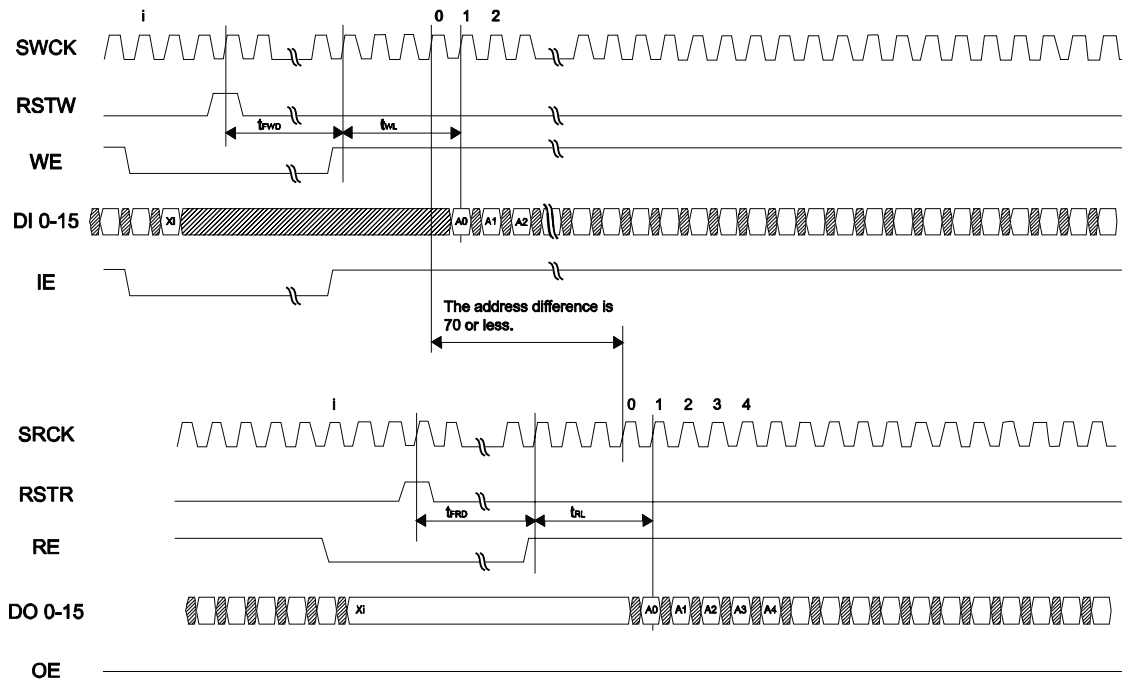 i 0 1 2
SWCK
RSTW
tFWD tWL
WE
DI 0-15 Xi A0 A1 A2
IE
The address difference is
70 or less.
i 0 1 2 3 4
SRCK
RSTR
tFRD tRL
RE
DO 0-15 Xi A0 A1 A2 A3 A4
OE